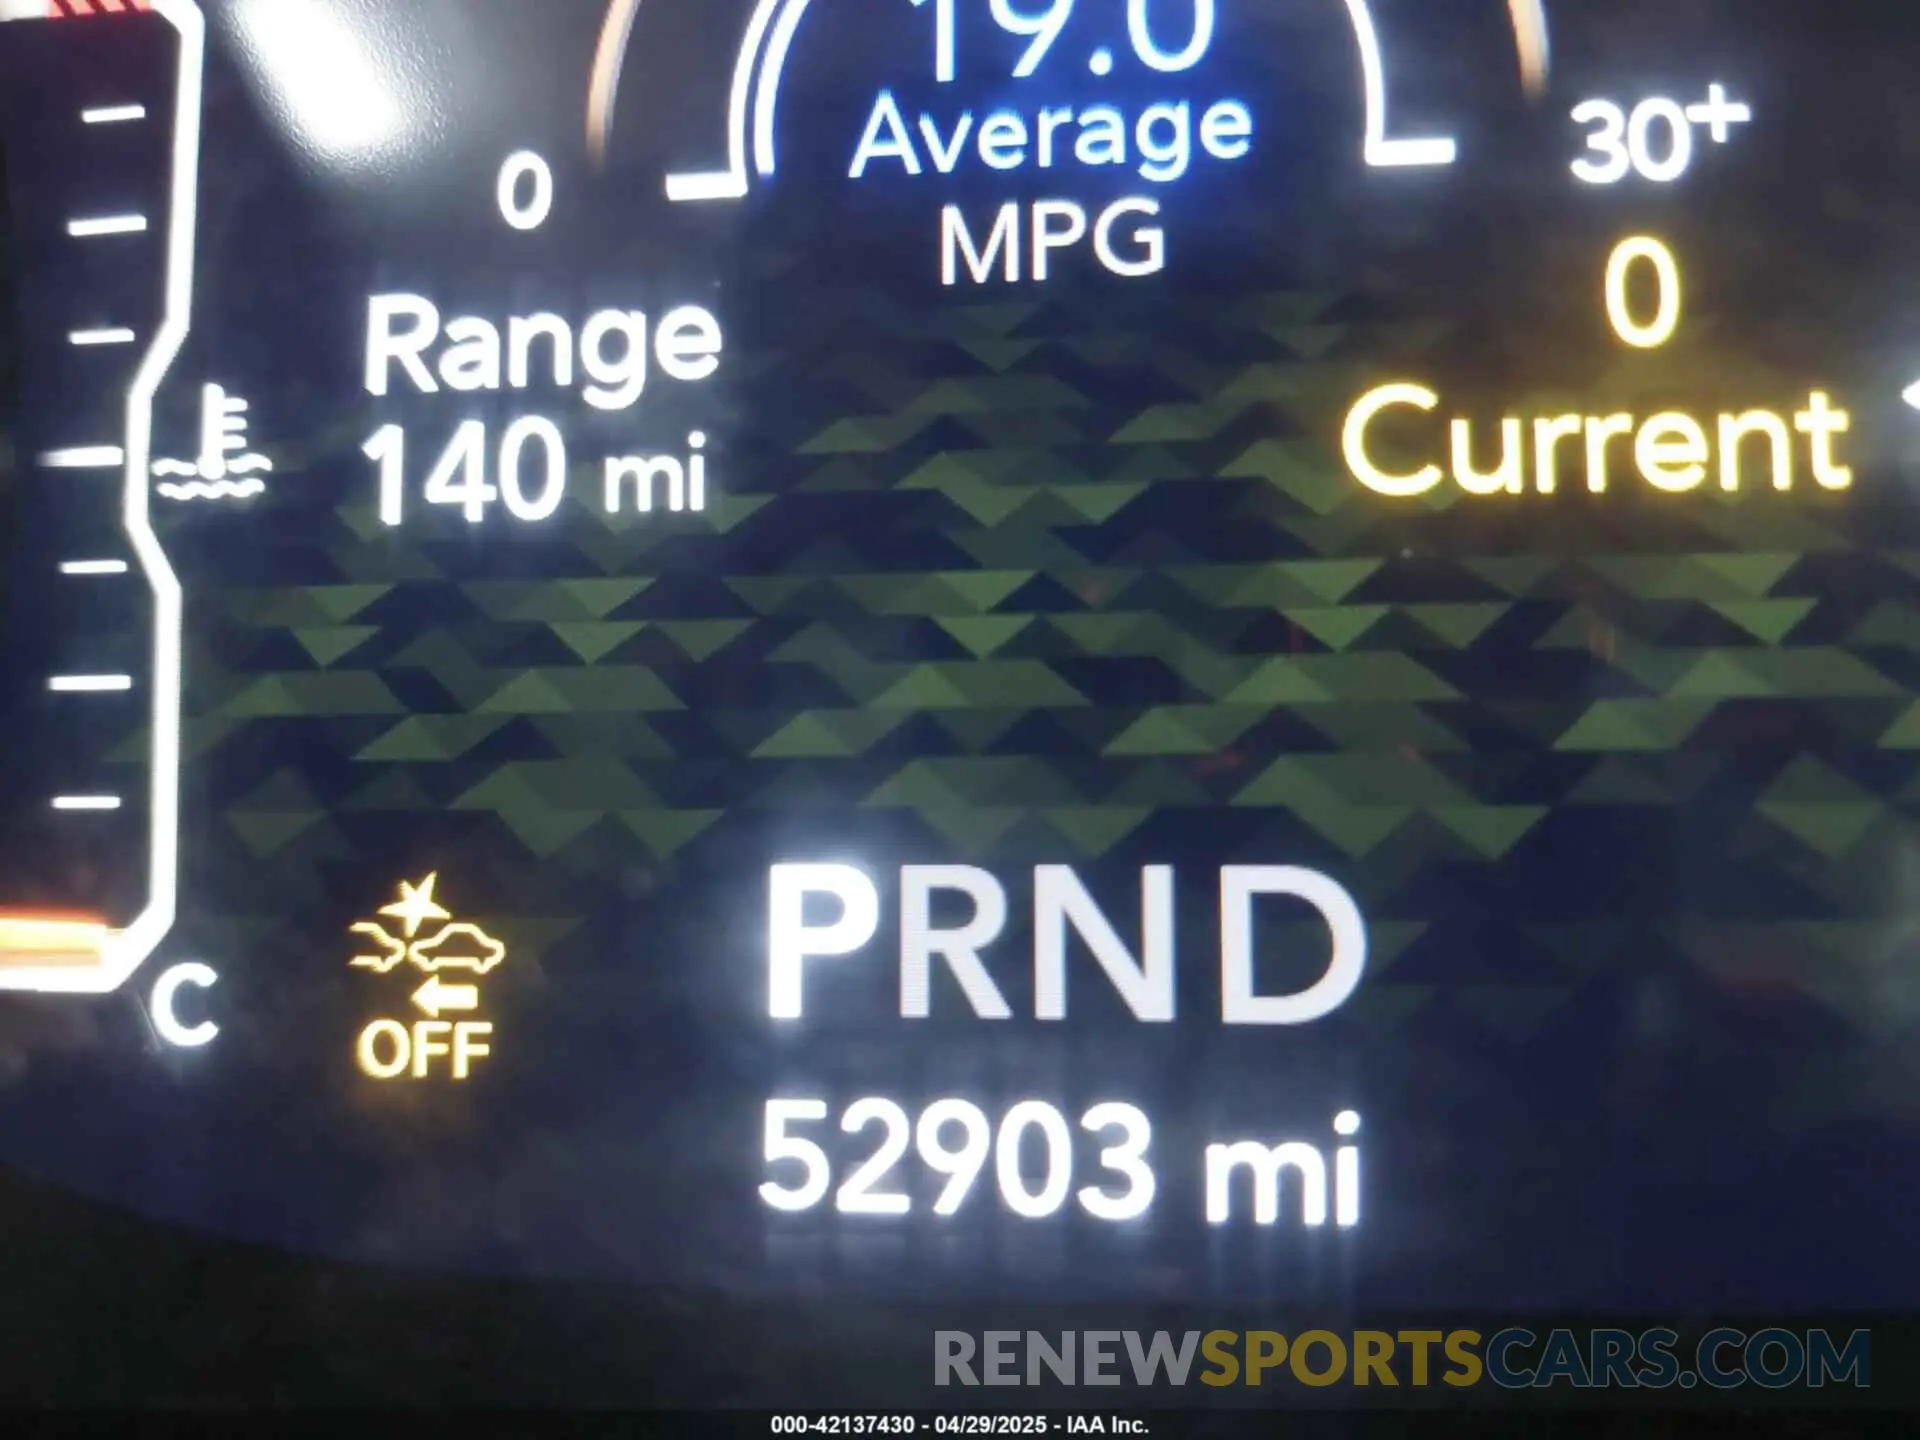 19.0
Average
MPG
0
30+
Range
140 mi
0
Current
C
OFF
PRND
52903 mi
RENEWSPORTSCARS.COM
000-42137430 - 04/29/2025 - IAA Inc.